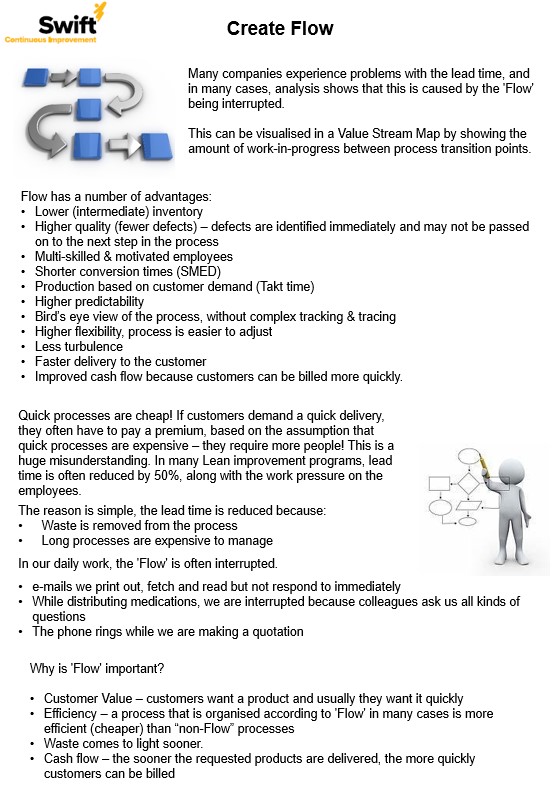 Swift
Continuous Improvement
Create Flow
Many companies experience problems with the lead time, and
in many cases, analysis shows that this is caused by the 'Flow'
being interrupted.
This can be visualised in a Value Stream Map by showing the
amount of work-in-progress between process transition points.
Flow has a number of advantages:
• Lower (intermediate) inventory
• Higher quality (fewer defects) – defects are identified immediately and may not be passed
on to the next step in the process
• Multi-skilled & motivated employees
• Shorter conversion times (SMED)
• Production based on customer demand (Takt time)
• Higher predictability
• Bird's eye view of the process, without complex tracking & tracing
• Higher flexibility, process is easier to adjust
• Less turbulence
• Faster delivery to the customer
• Improved cash flow because customers can be billed more quickly.
Quick processes are cheap! If customers demand a quick delivery,
they often have to pay a premium, based on the assumption that
quick processes are expensive – they require more people! This is a
huge misunderstanding. In many Lean improvement programs, lead
time is often reduced by 50%, along with the work pressure on the
employees.
The reason is simple, the lead time is reduced because:
• Waste is removed from the process
• Long processes are expensive to manage
In our daily work, the 'Flow' is often interrupted.
• e-mails we print out, fetch and read but not respond to immediately
• While distributing medications, we are interrupted because colleagues ask us all kinds of
questions
• The phone rings while we are making a quotation
Why is 'Flow' important?
• Customer Value – customers want a product and usually they want it quickly
• Efficiency – a process that is organised according to 'Flow' in many cases is more
efficient (cheaper) than “non-Flow” processes
• Waste comes to light sooner.
• Cash flow – the sooner the requested products are delivered, the more quickly
customers can be billed